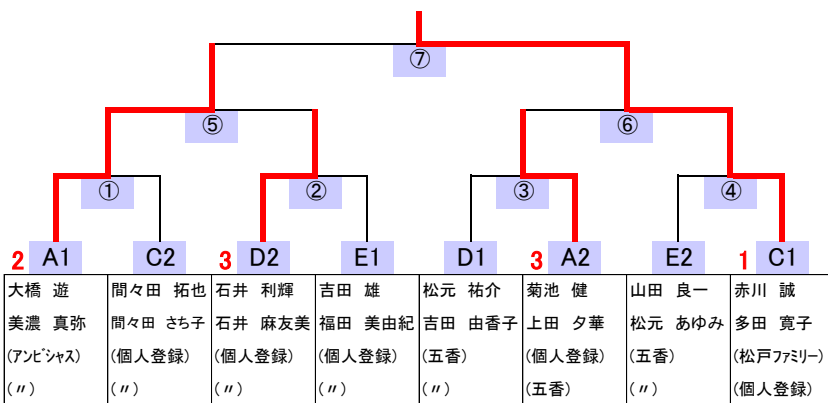 ⑦
⑤ ⑥
① ② ③ ④
2 A1 C2 3 D2 E1 D1 3 A2 E2 1 C1
大橋 遊 間々田 拓也 石井 利輝 吉田 雄 松元 祐介 菊池 健 山田 良一 赤川 誠
美濃 真弥 間々田 さち子 石井 麻友美 福田 美由紀 吉田 由香子 上田 夕華 松元 あゆみ 多田 寛子
(アンビシャス) (個人登録) (個人登録) (個人登録) (五香) (個人登録) (五香) (松戸ファミリー)
(〃) (〃) (〃) (〃) (〃) (五香) (〃) (個人登録)